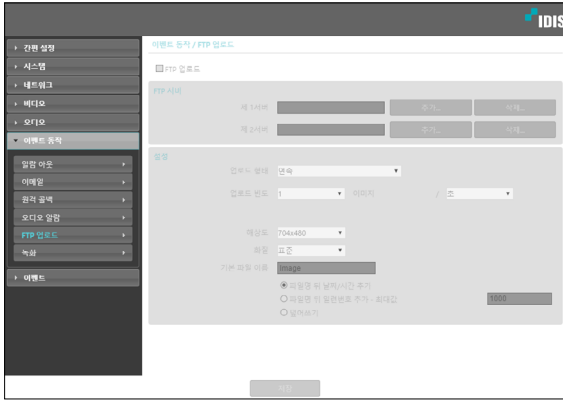 IDIS
간편 설정
시스템
네트워크
비디오
오디오
이벤트 동작
알람 아웃
이메일
원격 콜백
오디오 알람
FTP 업로드
녹화
이벤트
이벤트 동작 / FTP 업로드
FTP 업로드
FTP 서버
제 1서버 추가... 삭제...
제 2서버 추가... 삭제...
설정
업로드 형태 연속
업로드 빈도 1 이미지 / 초
해상도 704x480
화질 표준
기본 파일 이름 image
파일명 뒤 날짜/시간 추가
파일명 뒤 일련번호 추가 - 최대값 1000
덮어쓰기
저장